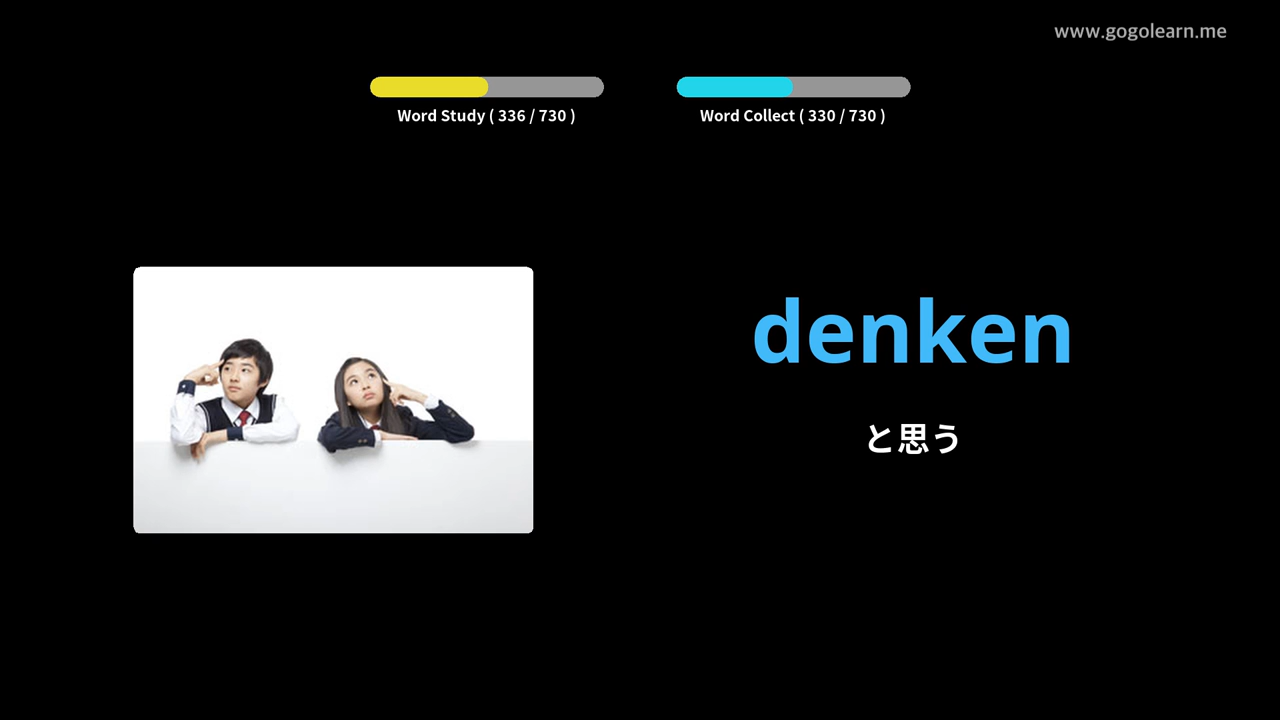 www.gogolearn.me
Word Study ( 336 / 730 )
Word Collect ( 330 / 730 )
denken
と思う